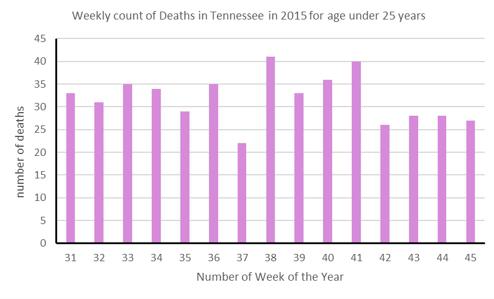 Weekly count of Deaths in Tennessee in 2015 for age under 25 years
number of deaths
45
40
35
30
25
20
15
10
5
0
31 32 33 34 35 36 37 38 39 40 41 42 43 44 45
Number of Week of the Year